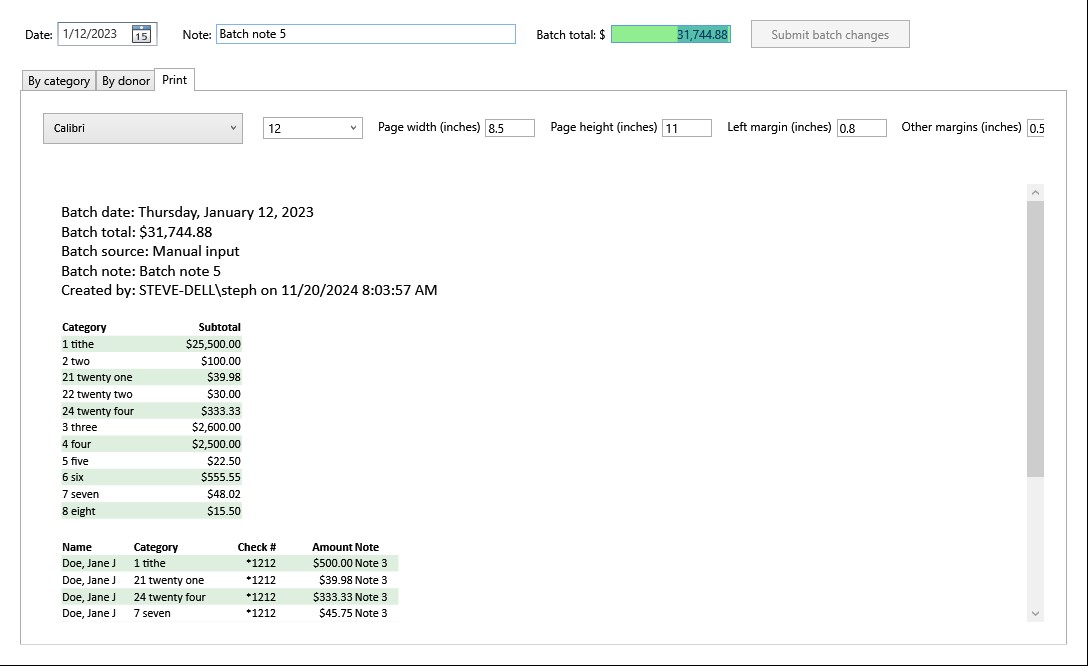 Date: 1/12/2023 15 Note: Batch note 5 Batch total: $ 31,744.88 Submit batch changes
By category By donor Print
Calibri 12 Page width (inches) 8.5 Page height (inches) 11 Left margin (inches) 0.8 Other margins (inches) 0.5
Batch date: Thursday, January 12, 2023
Batch total: $31,744.88
Batch source: Manual input
Batch note: Batch note 5
Created by: STEVE-DELL\steph on 11/20/2024 8:03:57 AM
Category Subtotal
1 tithe $25,500.00
2 two $100.00
21 twenty one $39.98
22 twenty two $30.00
24 twenty four $333.33
3 three $2,600.00
4 four $2,500.00
5 five $22.50
6 six $555.55
7 seven $48.02
8 eight $15.50
Name Category Check # Amount Note
Doe, Jane J 1 tithe *1212 $500.00 Note 3
Doe, Jane J 21 twenty one *1212 $39.98 Note 3
Doe, Jane J 24 twenty four *1212 $333.33 Note 3
Doe, Jane J 7 seven *1212 $45.75 Note 3